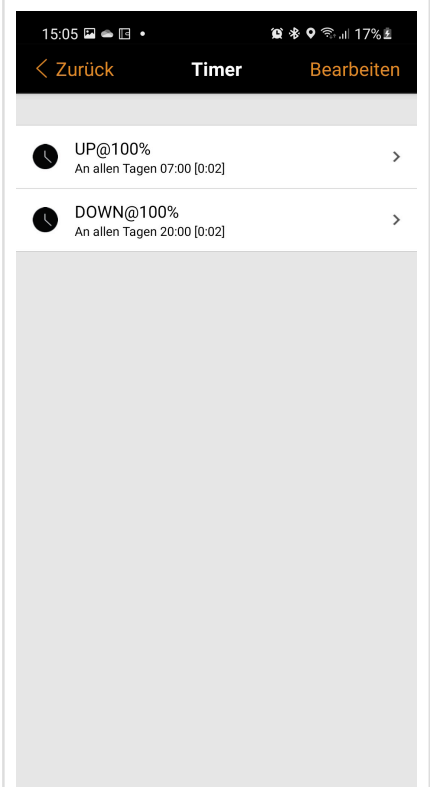 15:05 17%
Zurück Timer Bearbeiten
UP@100%
An allen Tagen 07:00 [0:02]
DOWN@100%
An allen Tagen 20:00 [0:02]